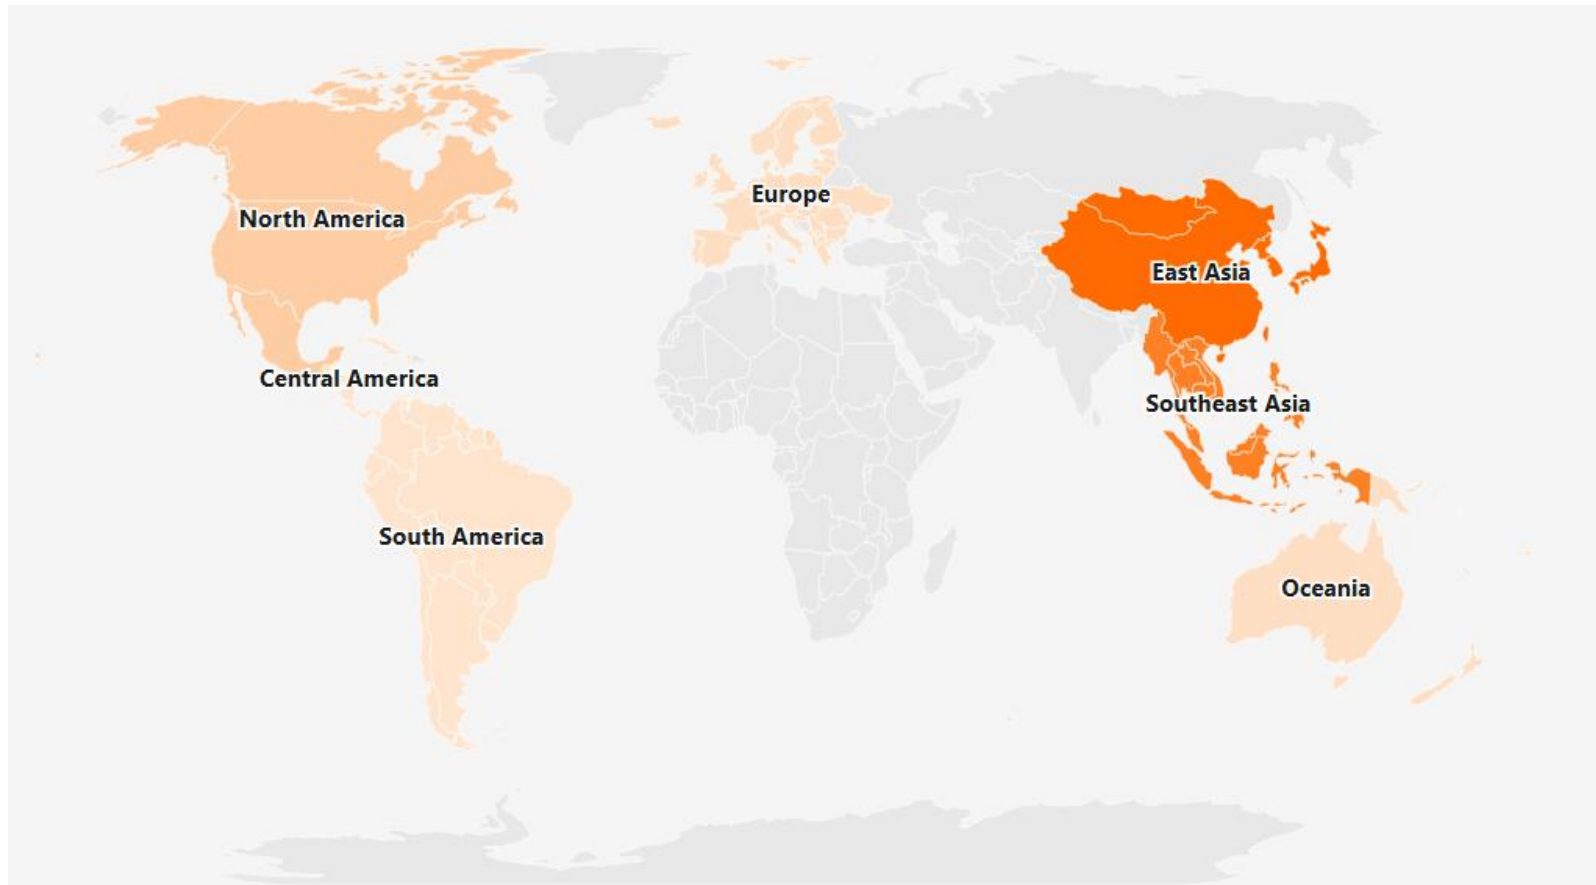 Europe
North America
East Asia
Central America
Southeast Asia
South America
Oceania